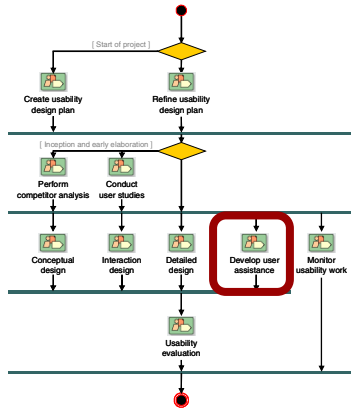 [ Start of project ]
Create usability
design plan
Refine usability
design plan
[ Inception and early elaboration ]
Perform
competitor analysis
Conduct
user studies
Conceptual
design
Interaction
design
Detailed
design
Develop user
assistance
Monitor
usability work
Usability
evaluation